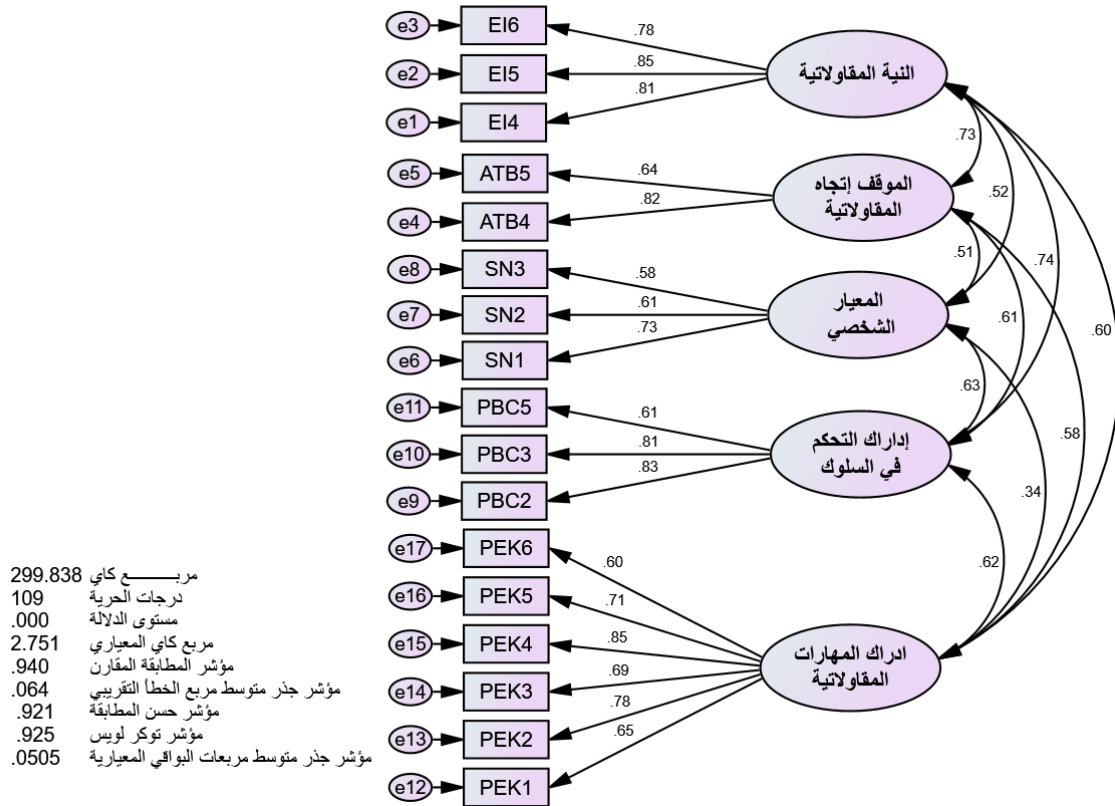 e3 EI6 .78
e2 EI5 .85
e1 EI4 .81
النية المقاولاتية
e5 ATB5 .64
e4 ATB4 .82
الموقف إتجاه
المقاولاتية
e8 SN3 .58
e7 SN2 .61
e6 SN1 .73
المعيار
الشخصي
e11 PBC5 .61
e10 PBC3 .81
e9 PBC2 .83
إداراك التحكم
في السلوك
e17 PEK6 .60
e16 PEK5 .71
e15 PEK4 .85
e14 PEK3 .69
e13 PEK2 .78
e12 PEK1 .65
ادراك المهارات
المقاولاتية
.73
.52
.51
.74
.61
.60
.63
.58
.34
.62
مربـــــــع كاي 299.838
درجات الحرية 109
مستوى الدلالة .000
مربع كاي المعياري 2.751
مؤشر المطابقة المقارن .940
مؤشر جذر متوسط مربع الخطأ التقريبي .064
مؤشر حسن المطابقة .921
مؤشر توكر لويس .925
مؤشر جذر متوسط مربعات البواقي المعيارية .0505